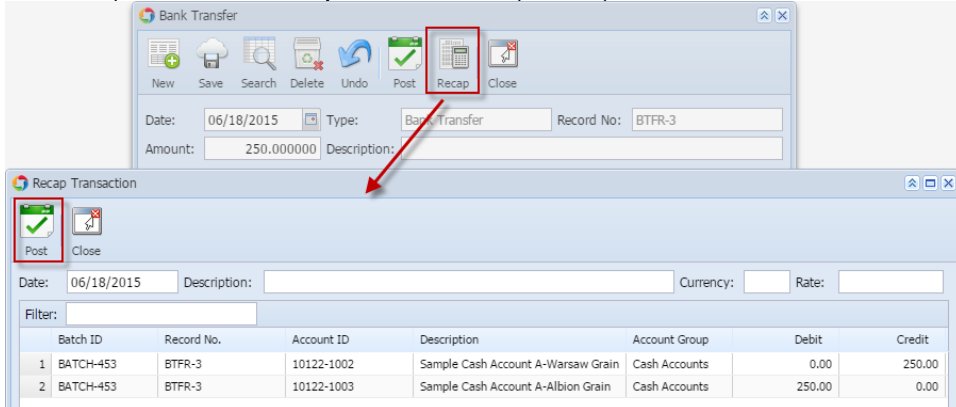 Bank Transfer
New Save Search Delete Undo Post Recap Close
Date: 06/18/2015 Type: Bank Transfer Record No: BTFR-3
Amount: 250.000000 Description:
Recap Transaction
Post Close
Date: 06/18/2015 Description: Currency: Rate:
Filter:
Batch ID Record No. Account ID Description Account Group Debit Credit
1 BATCH-453 BTFR-3 10122-1002 Sample Cash Account A-Warsaw Grain Cash Accounts 0.00 250.00
2 BATCH-453 BTFR-3 10122-1003 Sample Cash Account A-Albion Grain Cash Accounts 250.00 0.00